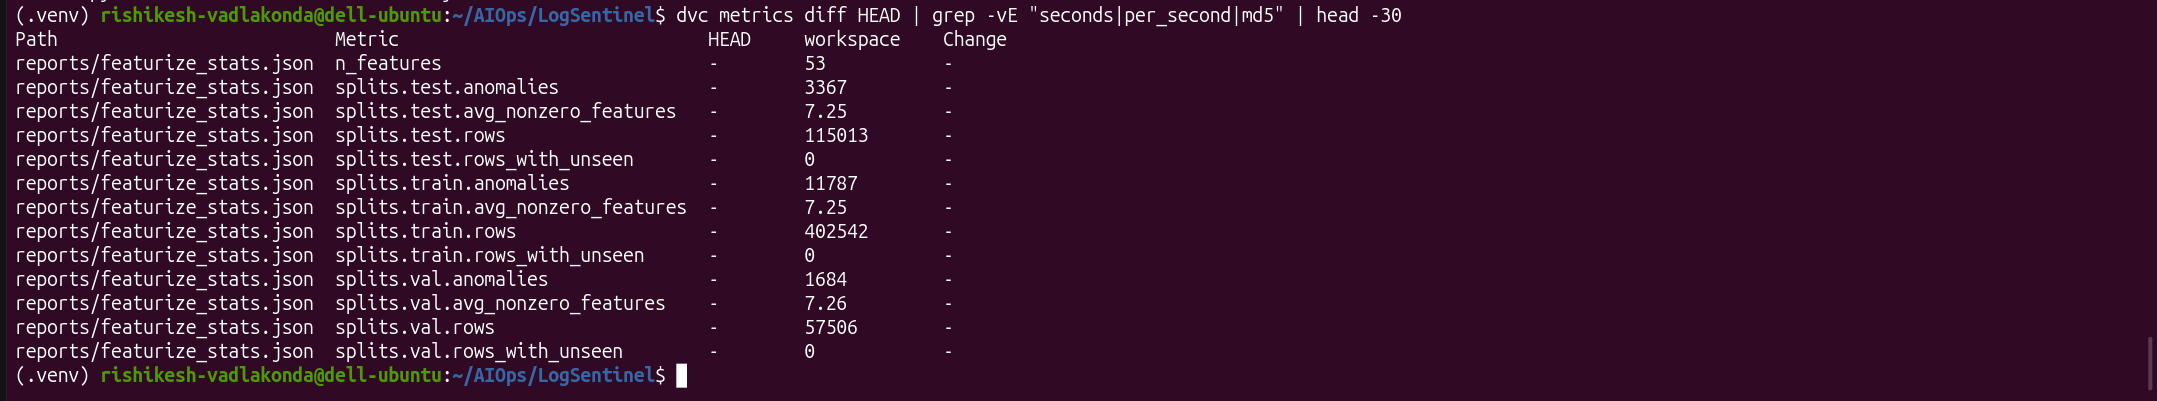 (.venv) rishikesh-vadlakonda@dell-ubuntu:~/AIOps/LogSentinel$ dvc metrics diff HEAD | grep -vE "seconds|per_second|md5" | head -30
Path Metric HEAD workspace Change
reports/featurize_stats.json n_features - 53 -
reports/featurize_stats.json splits.test.anomalies - 3367 -
reports/featurize_stats.json splits.test.avg_nonzero_features - 7.25 -
reports/featurize_stats.json splits.test.rows - 115013 -
reports/featurize_stats.json splits.test.rows_with_unseen - 0 -
reports/featurize_stats.json splits.train.anomalies - 11787 -
reports/featurize_stats.json splits.train.avg_nonzero_features - 7.25 -
reports/featurize_stats.json splits.train.rows - 402542 -
reports/featurize_stats.json splits.train.rows_with_unseen - 0 -
reports/featurize_stats.json splits.val.anomalies - 1684 -
reports/featurize_stats.json splits.val.avg_nonzero_features - 7.26 -
reports/featurize_stats.json splits.val.rows - 57506 -
reports/featurize_stats.json splits.val.rows_with_unseen - 0 -
(.venv) rishikesh-vadlakonda@dell-ubuntu:~/AIOps/LogSentinel$